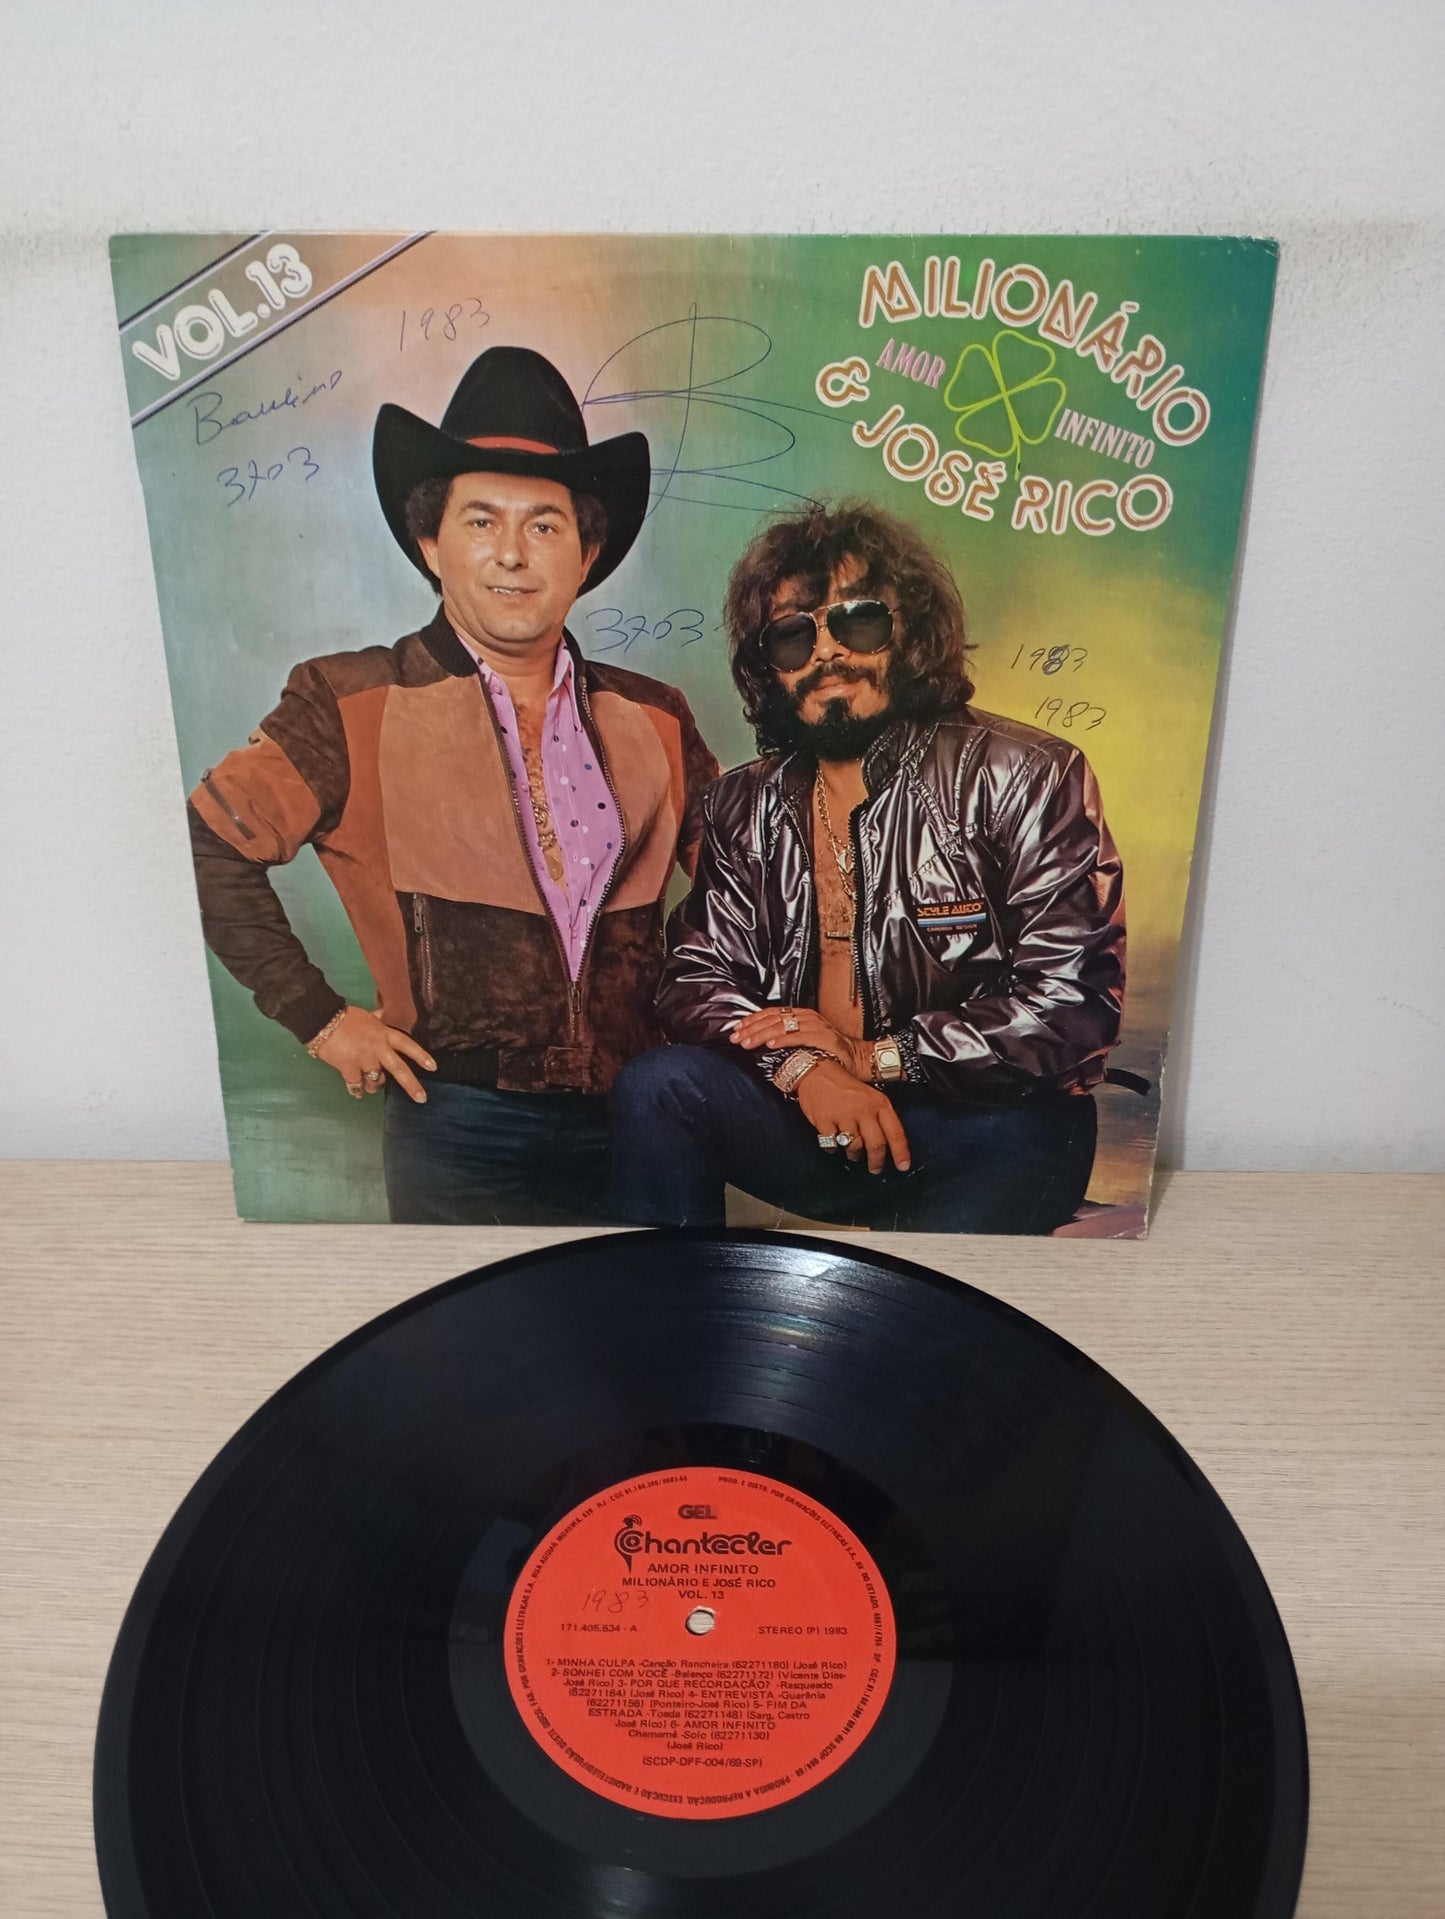 VOL.13
1983
3703
MILIONÁRIO
AMOR
INFINITO
& JOSÉ RICO
3703
1983
1983
STYLE AUTO
GEL
Chantecler
AMOR INFINITO
MILIONÁRIO E JOSÉ RICO
VOL. 13
1983
171.405.634 - A
STEREO (P) 1983
1- MINHA CULPA -Canção Rancheira (62271180) (José Rico)
2- SONHEI COM VOCÊ -Balanço (62271172) (Vicente Dies-
José Rico) 3- POR QUE RECORDAÇÃO? -Rasqueado
(62271164) (José Rico) 4- ENTREVISTA -Guarânia
(62271156) (Ponteiro-José Rico) 5- FIM DA
ESTRADA -Toada (62271148) (Sarg. Castro
José Rico) 6- AMOR INFINITO
Chamamé -Solo (62271130)
(José Rico)
(SCDP-DPF-004/69-SP)